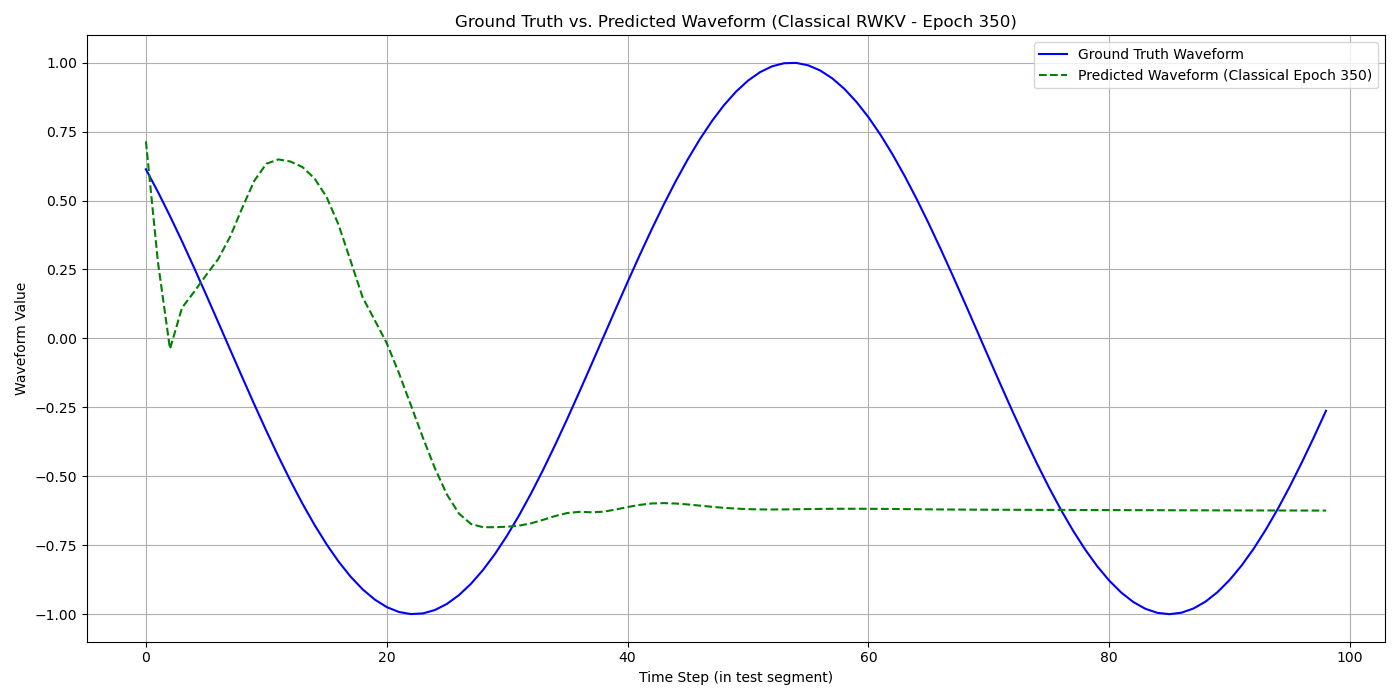 Ground Truth vs. Predicted Waveform (Classical RWKV - Epoch 350)
Ground Truth Waveform
Predicted Waveform (Classical Epoch 350)
Waveform Value
1.00
0.75
0.50
0.25
0.00
−0.25
−0.50
−0.75
−1.00
0 20 40 60 80 100
Time Step (in test segment)